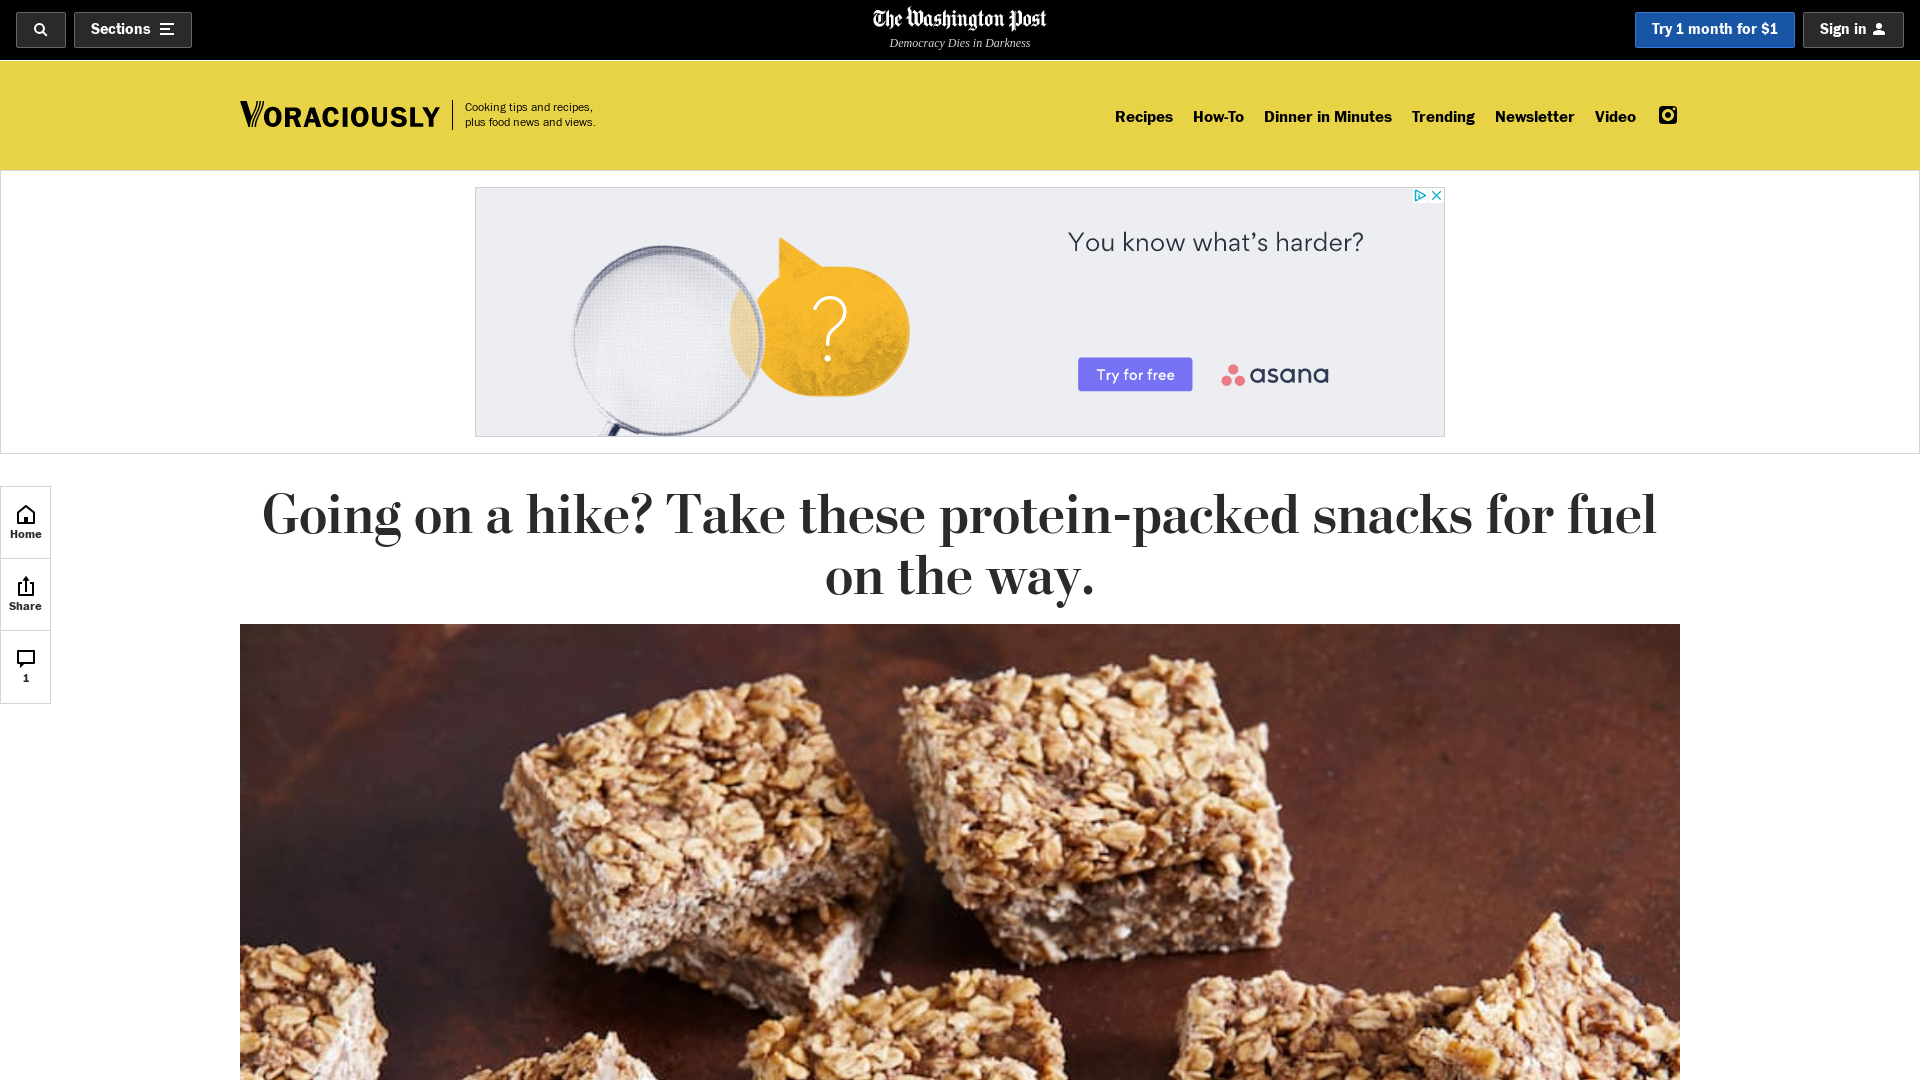 Sections
The Washington Post
Democracy Dies in Darkness
Try 1 month for $1
Sign in
VORACIOUSLY
Cooking tips and recipes,
plus food news and views.
Recipes
How-To
Dinner in Minutes
Trending
Newsletter
Video
You know what's harder?
?
Try for free
asana
Going on a hike? Take these protein-packed snacks for fuel
on the way.
Home
Share
1